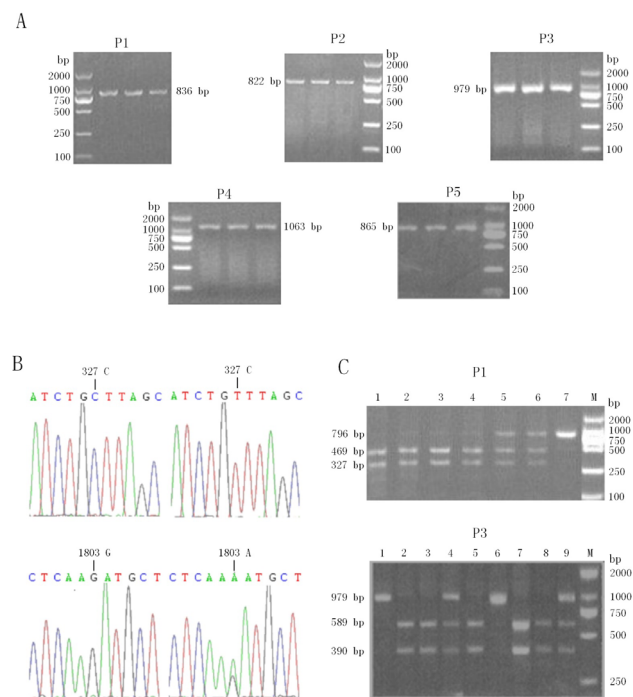 A
P1
bp
2000
1000
750
500
250
100
836 bp
P2
822 bp
bp
2000
1000
750
500
250
100
P3
979 bp
bp
2000
1000
750
500
250
100
P4
bp
2000
1000
750
500
250
100
1063 bp
P5
865 bp
bp
2000
1000
750
500
250
100
B
327 C
327 C
ATCTGCTTAGC ATCTGTTTAGC
1803 G
1803 A
CTCAAGATGCTCTCAAAATGCT
C
P1
1 2 3 4 5 6 7 M
bp
796 bp
469 bp
327 bp
2000
1000
750
500
250
100
P3
1 2 3 4 5 6 7 8 9 M
bp
979 bp
589 bp
390 bp
2000
1000
750
500
250